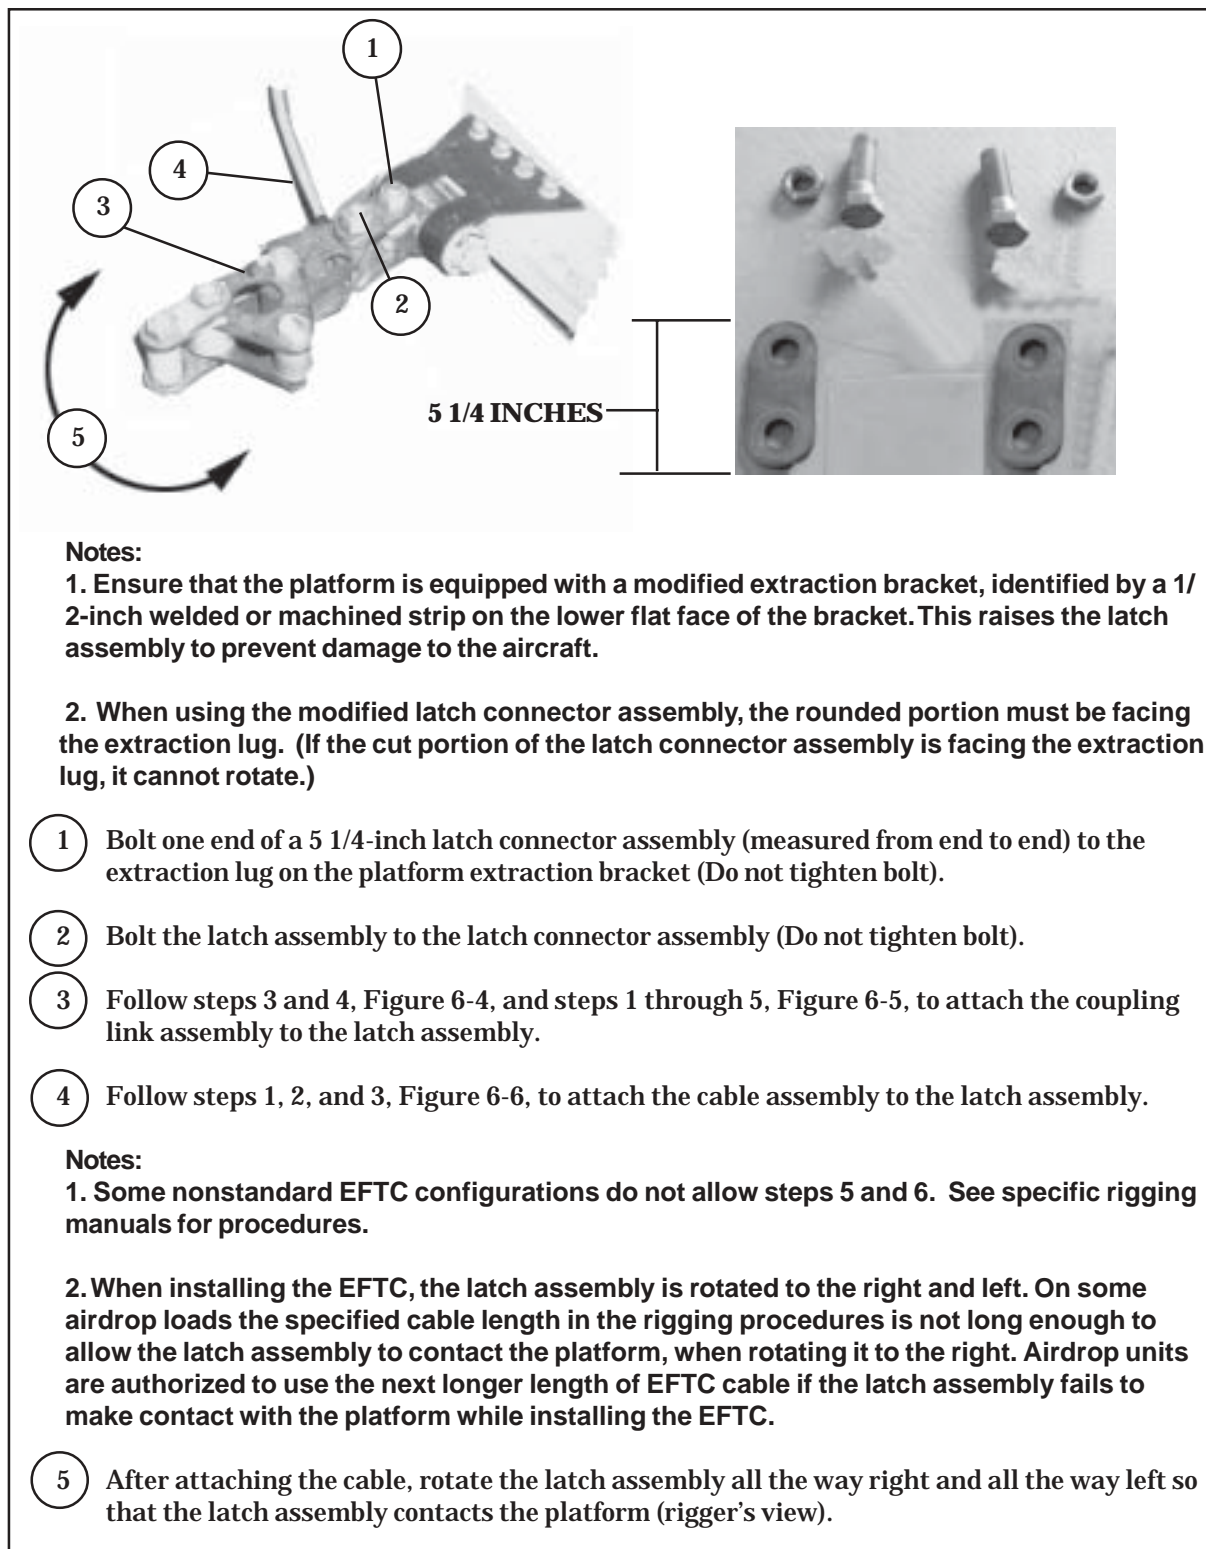 1
4
3
2
5
5 1/4 INCHES
Notes:
1. Ensure that the platform is equipped with a modified extraction bracket, identified by a 1/
2-inch welded or machined strip on the lower flat face of the bracket. This raises the latch
assembly to prevent damage to the aircraft.
2. When using the modified latch connector assembly, the rounded portion must be facing
the extraction lug. (If the cut portion of the latch connector assembly is facing the extraction
lug, it cannot rotate.)
1 Bolt one end of a 5 1/4-inch latch connector assembly (measured from end to end) to the
extraction lug on the platform extraction bracket (Do not tighten bolt).
2 Bolt the latch assembly to the latch connector assembly (Do not tighten bolt).
3 Follow steps 3 and 4, Figure 6-4, and steps 1 through 5, Figure 6-5, to attach the coupling
link assembly to the latch assembly.
4 Follow steps 1, 2, and 3, Figure 6-6, to attach the cable assembly to the latch assembly.
Notes:
1. Some nonstandard EFTC configurations do not allow steps 5 and 6. See specific rigging
manuals for procedures.
2. When installing the EFTC, the latch assembly is rotated to the right and left. On some
airdrop loads the specified cable length in the rigging procedures is not long enough to
allow the latch assembly to contact the platform, when rotating it to the right. Airdrop units
are authorized to use the next longer length of EFTC cable if the latch assembly fails to
make contact with the platform while installing the EFTC.
5 After attaching the cable, rotate the latch assembly all the way right and all the way left so
that the latch assembly contacts the platform (rigger's view).